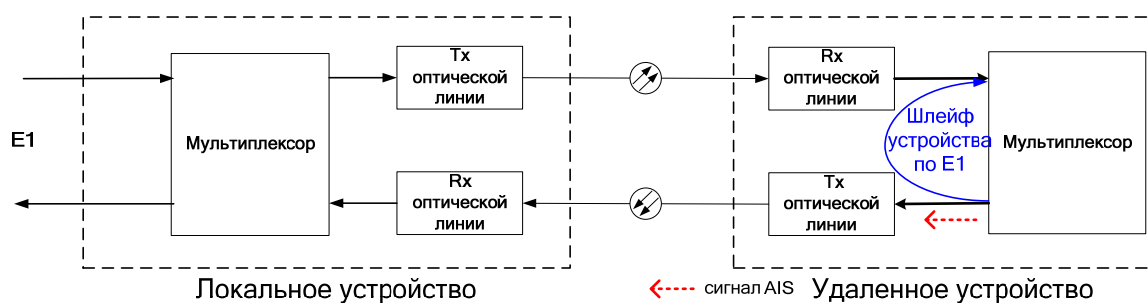 E1
Мультиплексор
Tx
оптической
линии
Rx
оптической
линии
Rx
оптической
линии
Tx
оптической
линии
Шлейф
устройства
по E1
Мультиплексор
Локальное устройство
сигнал AIS
Удаленное устройство